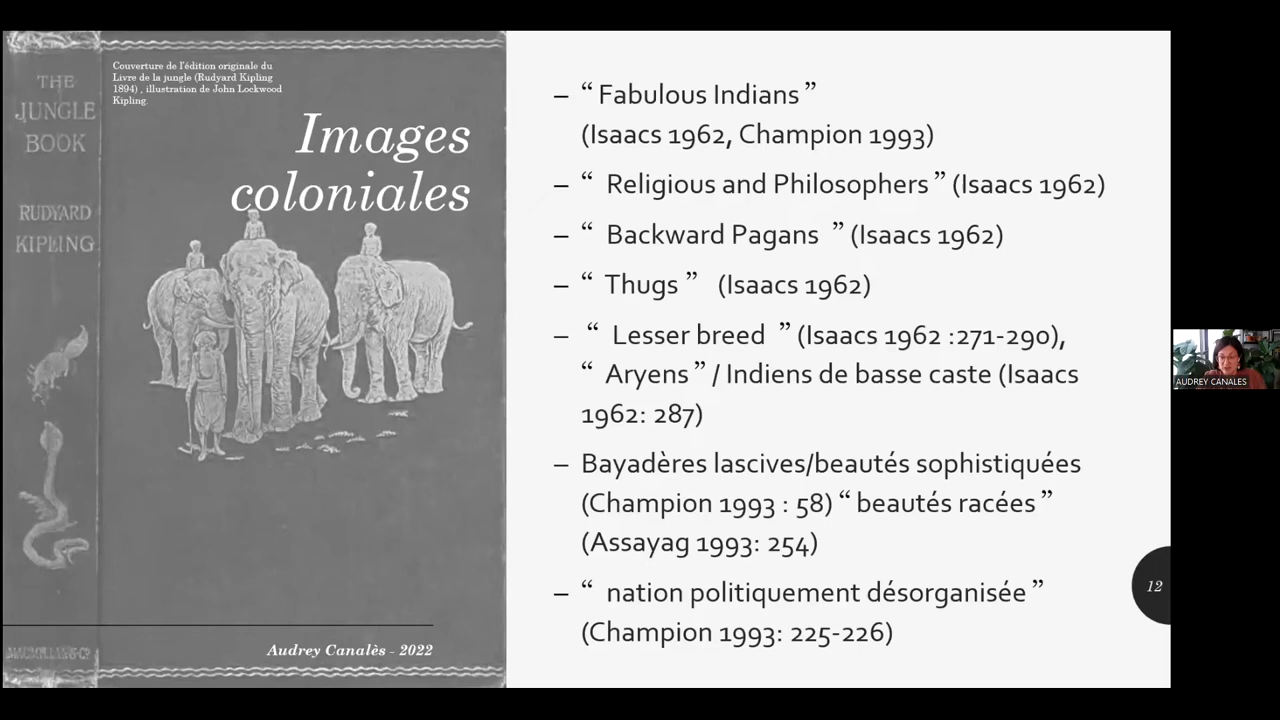 THE
JUNGLE
BOOK
RUDYARD
KIPLING
MACMILLAN & Co
Couverture de l'édition originale du
Livre de la jungle (Rudyard Kipling
1894) , illustration de John Lockwood
Kipling.
Images
coloniales
Audrey Canalès - 2022
– “ Fabulous Indians ”
(Isaacs 1962, Champion 1993)
– “ Religious and Philosophers ” (Isaacs 1962)
– “ Backward Pagans ” (Isaacs 1962)
– “ Thugs ” (Isaacs 1962)
– “ Lesser breed ” (Isaacs 1962 :271-290),
“ Aryens ” / Indiens de basse caste (Isaacs
1962: 287)
– Bayadères lascives/beautés sophistiquées
(Champion 1993 : 58) “ beautés racées ”
(Assayag 1993: 254)
– “ nation politiquement désorganisée ”
(Champion 1993: 225-226)
12
AUDREY CANALES